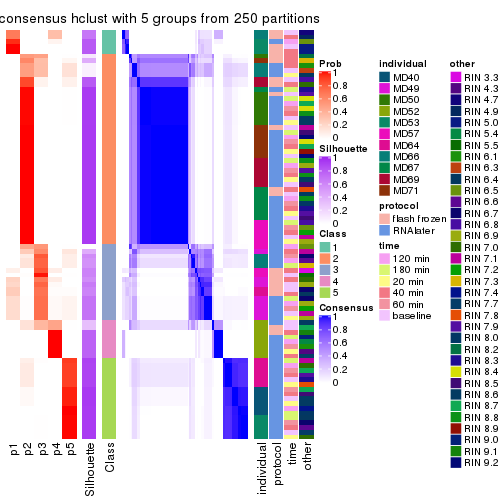 consensus hclust with 5 groups from 250 partitions
Prob
1
0.8
0.6
0.4
0.2
0
Silhouette
1
0.8
0.6
0.4
0.2
0
Class
1
2
3
4
5
Consensus
1
0.8
0.6
0.4
0.2
0
individual
MD40
MD49
MD50
MD52
MD53
MD57
MD64
MD66
MD67
MD69
MD71
protocol
flash frozen
RNAlater
time
120 min
180 min
20 min
40 min
60 min
baseline
other
RIN 3.3
RIN 4.3
RIN 4.7
RIN 4.9
RIN 5.0
RIN 5.4
RIN 5.5
RIN 6.1
RIN 6.3
RIN 6.4
RIN 6.5
RIN 6.6
RIN 6.7
RIN 6.8
RIN 6.9
RIN 7.0
RIN 7.1
RIN 7.2
RIN 7.3
RIN 7.4
RIN 7.7
RIN 7.8
RIN 7.9
RIN 8.0
RIN 8.2
RIN 8.3
RIN 8.4
RIN 8.5
RIN 8.6
RIN 8.7
RIN 8.8
RIN 8.9
RIN 9.0
RIN 9.1
RIN 9.2
p1
p2
p3
p4
p5
Silhouette
Class
individual
protocol
time
other